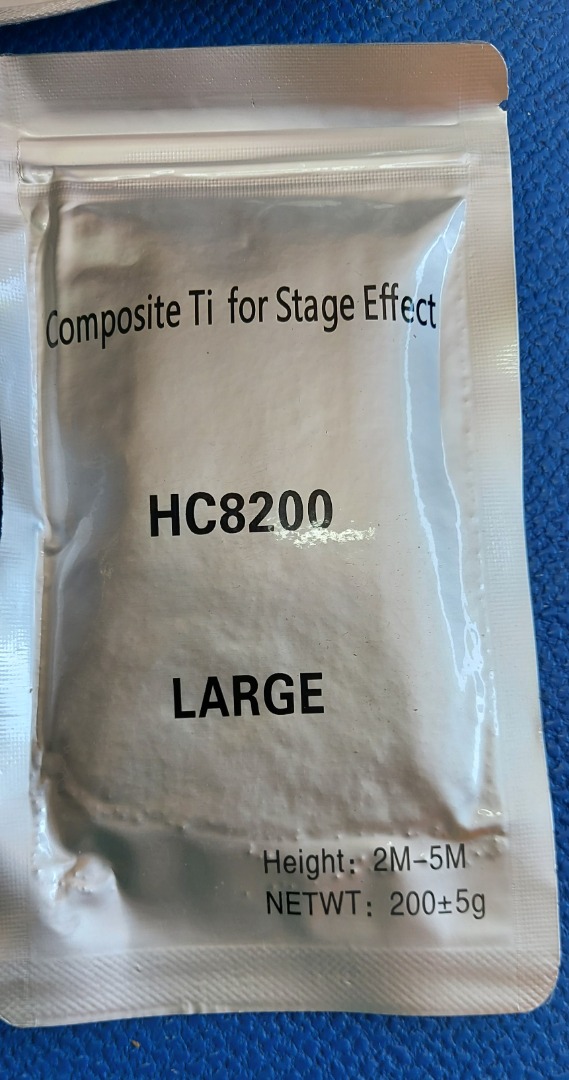 Composite Ti for Stage Effect
HC8200
LARGE
Height: 2M-5M
NETWT: 200±5g